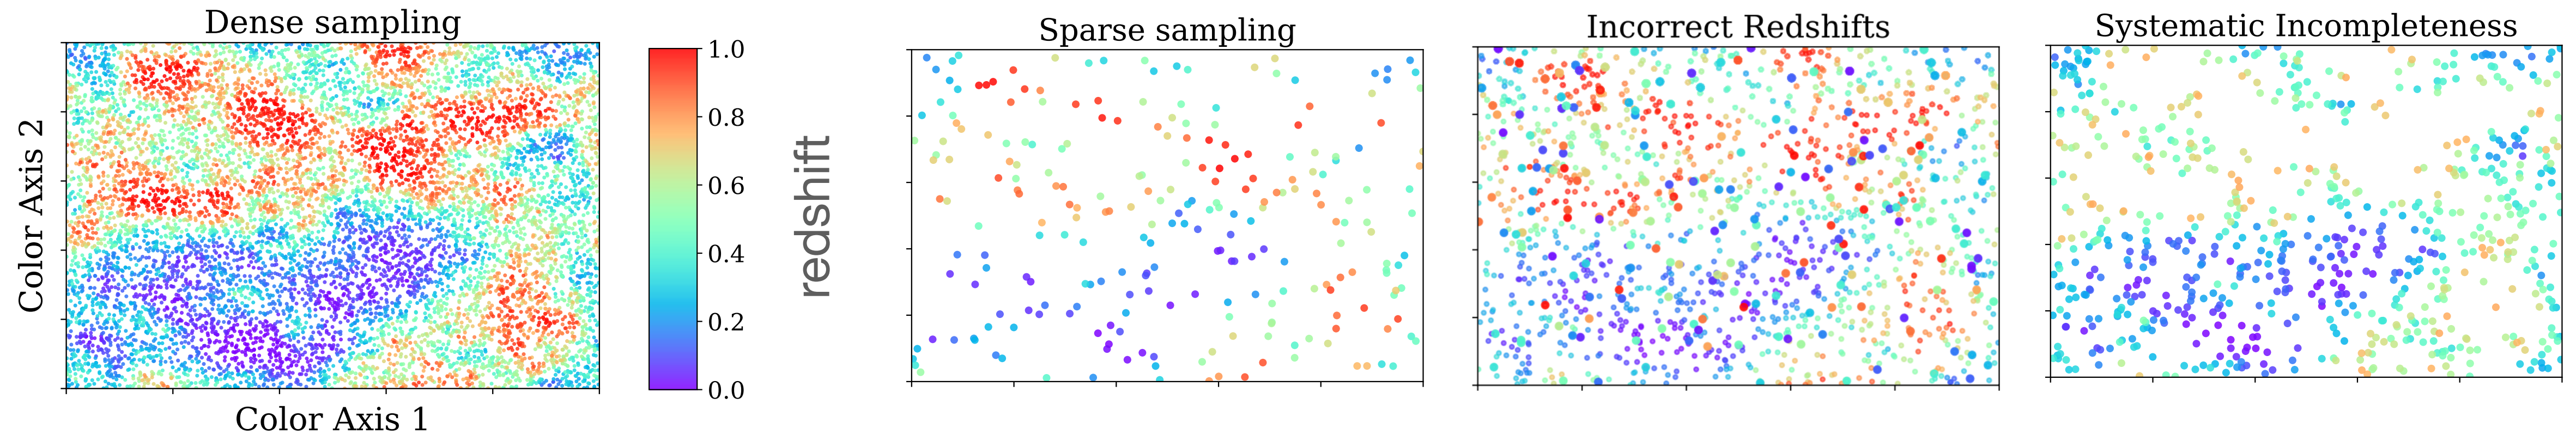 Dense sampling
Color Axis 2
Color Axis 1
1.0
0.8
0.6
0.4
0.2
0.0
redshift
Sparse sampling
Incorrect Redshifts
Systematic Incompleteness